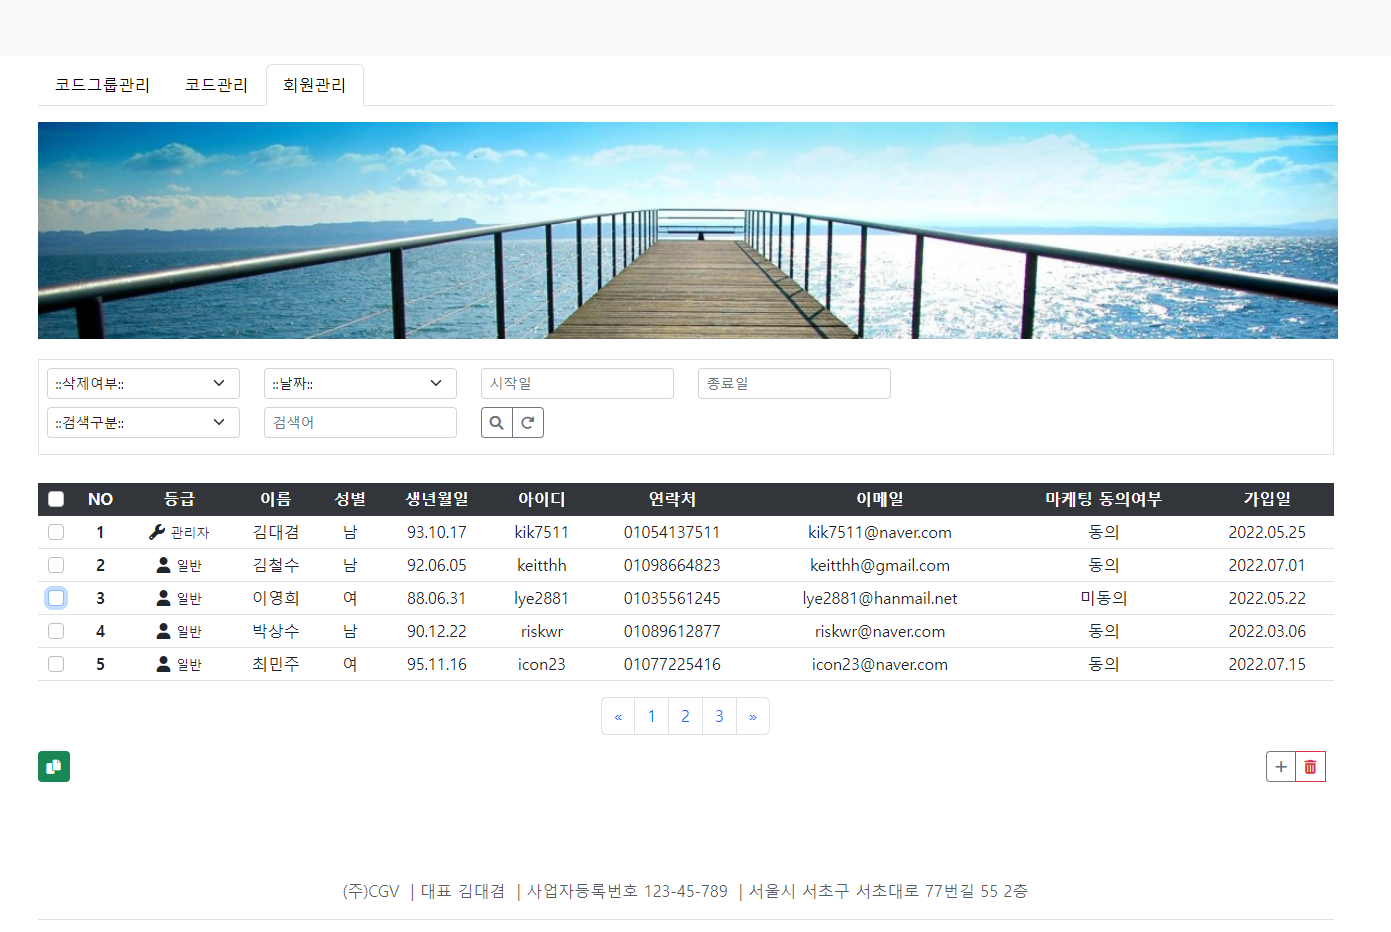 코드그룹관리 코드관리 회원관리
::삭제여부:: ::날짜:: 시작일 종료일
::검색구분:: 검색어
NO 등급 이름 성별 생년월일 아이디 연락처 이메일 마케팅 동의여부 가입일
1 관리자 김대겸 남 93.10.17 kik7511 01054137511 kik7511@naver.com 동의 2022.05.25
2 일반 김철수 남 92.06.05 keitthh 01098664823 keitthh@gmail.com 동의 2022.07.01
3 일반 이영희 여 88.06.31 lye2881 01035561245 lye2881@hanmail.net 미동의 2022.05.22
4 일반 박상수 남 90.12.22 riskwr 01089612877 riskwr@naver.com 동의 2022.03.06
5 일반 최민주 여 95.11.16 icon23 01077225416 icon23@naver.com 동의 2022.07.15
« 1 2 3 »
(주)CGV | 대표 김대겸 | 사업자등록번호 123-45-789 | 서울시 서초구 서초대로 77번길 55 2층